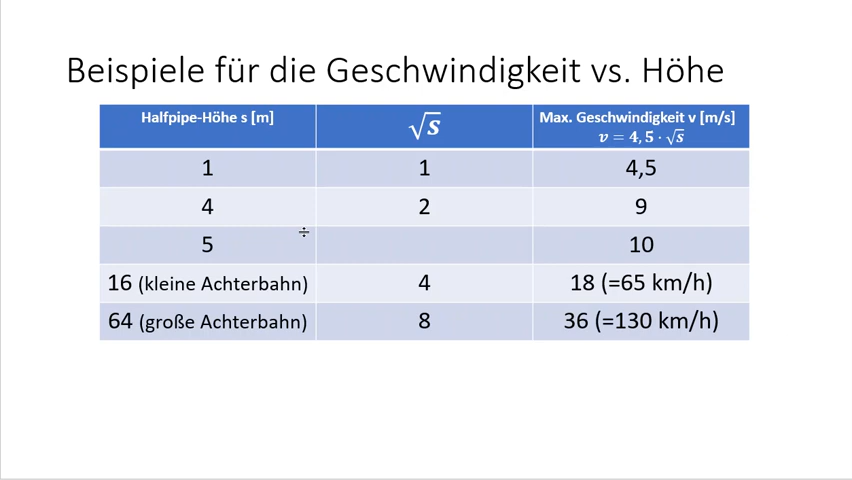 Beispiele für die Geschwindigkeit vs. Höhe
Halfpipe-Höhe s [m] √s Max. Geschwindigkeit v [m/s]
v = 4,5 · √s
1 1 4,5
4 2 9
5 10
÷
16 (kleine Achterbahn) 4 18 (=65 km/h)
64 (große Achterbahn) 8 36 (=130 km/h)